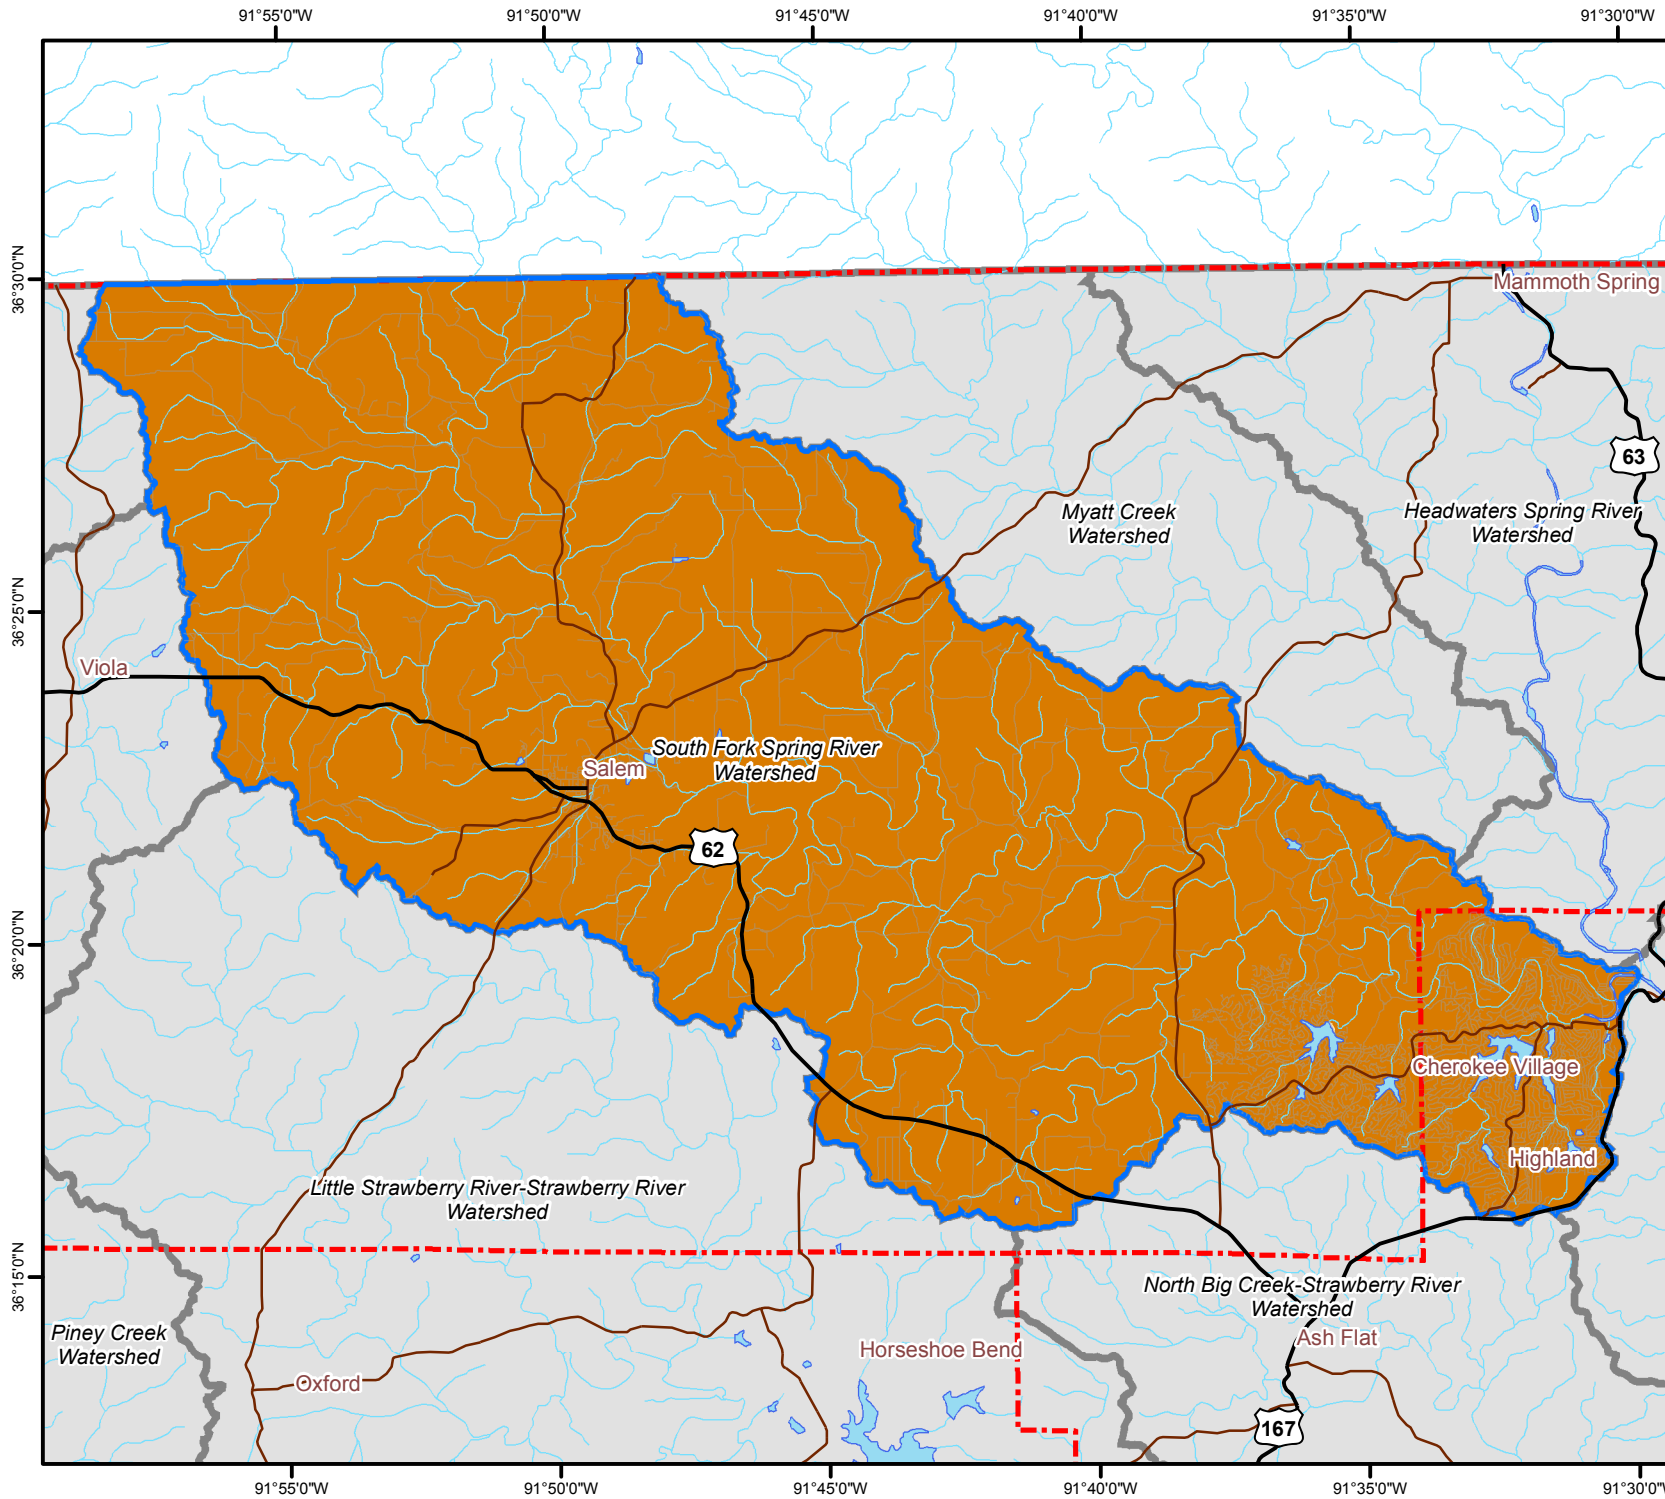 91°55'0"W
91°50'0"W
91°45'0"W
91°40'0"W
91°35'0"W
91°30'0"W
36°30'0"N
Mammoth Spring
63
Myatt Creek
Watershed
Headwaters Spring River
Watershed
36°25'0"N
Viola
South Fork Spring River
Watershed
Salem
62
36°20'0"N
Cherokee Village
Highland
Little Strawberry River-Strawberry River
Watershed
36°15'0"N
North Big Creek-Strawberry River
Watershed
Piney Creek
Watershed
Ash Flat
Horseshoe Bend
Oxford
167
91°55'0"W
91°50'0"W
91°45'0"W
91°40'0"W
91°35'0"W
91°30'0"W